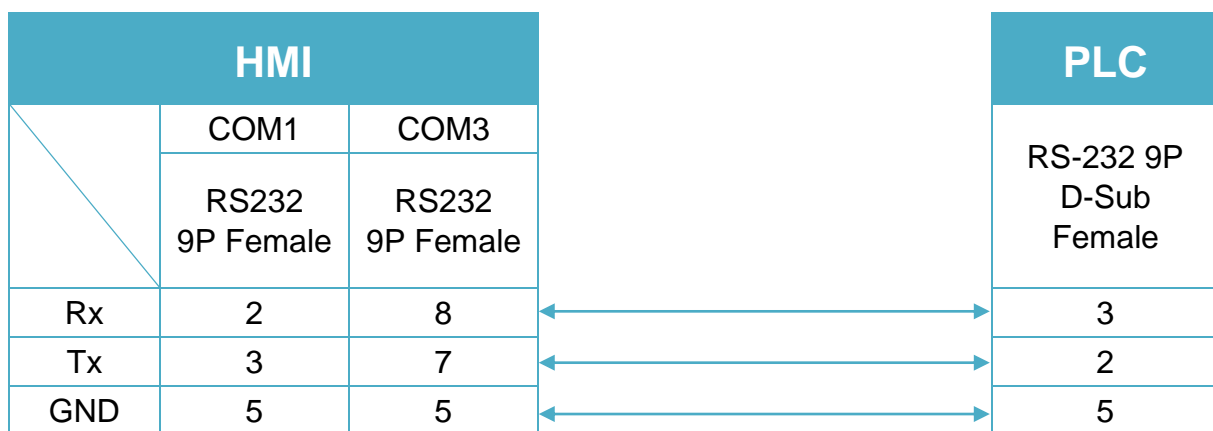 HMI
PLC
COM1
COM3
RS232
9P Female
RS232
9P Female
RS-232 9P
D-Sub
Female
Rx
2
8
3
Tx
3
7
2
GND
5
5
5